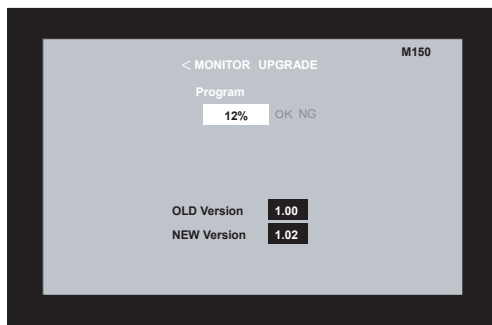 M150
< MONITOR UPGRADE
Program
12% OK NG
OLD Version 1.00
NEW Version 1.02